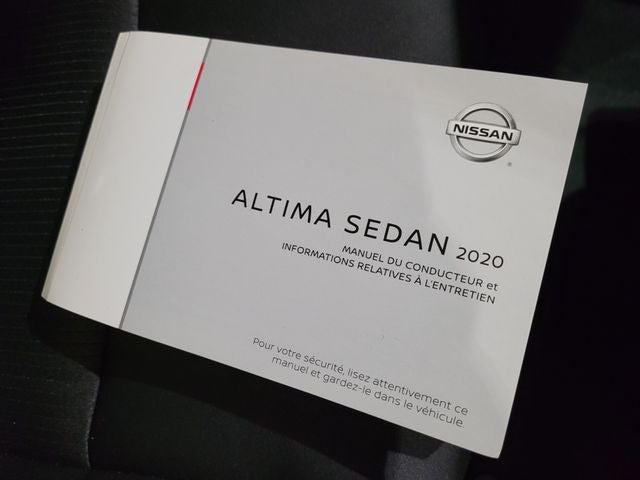 NISSAN
ALTIMA SEDAN 2020
MANUEL DU CONDUCTEUR et
INFORMATIONS RELATIVES À L'ENTRETIEN
Pour votre sécurité, lisez attentivement ce
manuel et gardez-le dans le véhicule.